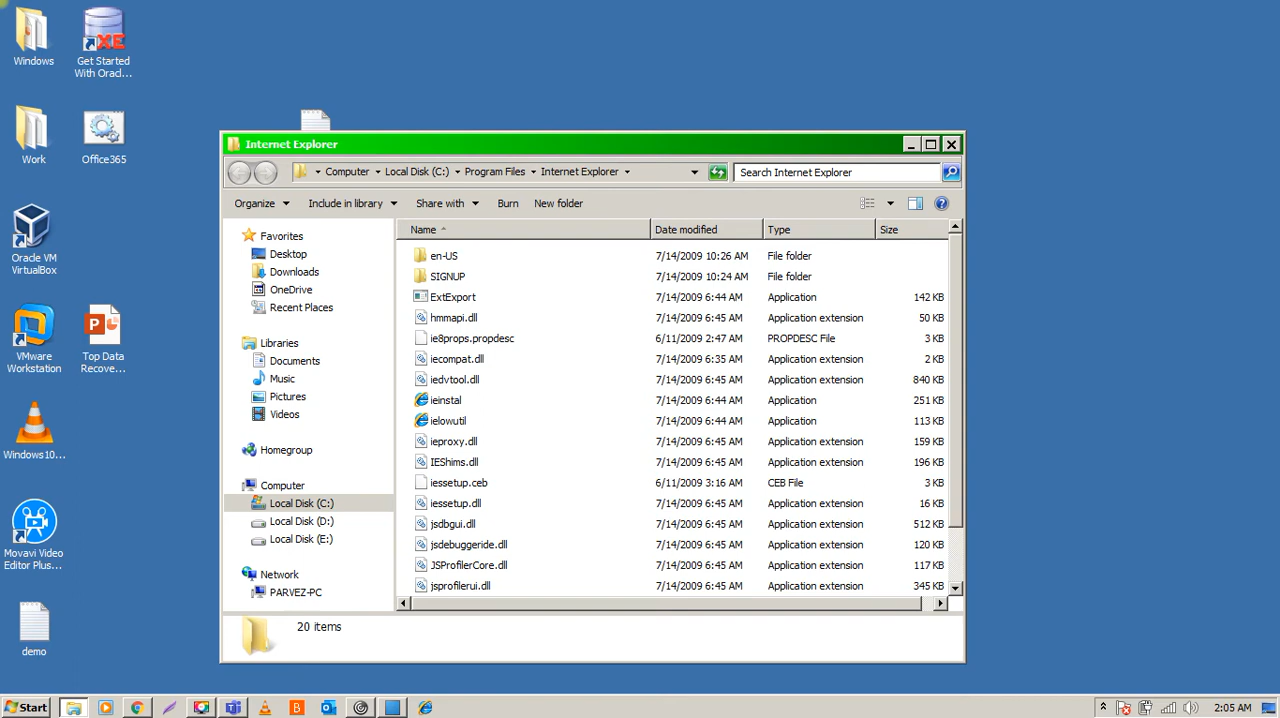 Windows
Get Started
With Oracl...
Work
Office365
Oracle VM
VirtualBox
VMware
Workstation
Top Data
Recove...
Windows10...
Movavi Video
Editor Plus...
demo
XE
P
Internet Explorer
Computer Local Disk (C:) Program Files Internet Explorer
Search Internet Explorer
Organize Include in library Share with Burn New folder
Favorites
Desktop
Downloads
OneDrive
Recent Places
Libraries
Documents
Music
Pictures
Videos
Homegroup
Computer
Local Disk (C:)
Local Disk (D:)
Local Disk (E:)
Network
PARVEZ-PC
Name Date modified Type Size
en-US 7/14/2009 10:26 AM File folder
SIGNUP 7/14/2009 10:24 AM File folder
ExtExport 7/14/2009 6:44 AM Application 142 KB
hmmapi.dll 7/14/2009 6:45 AM Application extension 50 KB
ie8props.propdesc 6/11/2009 2:47 AM PROPDESC File 3 KB
iecompat.dll 7/14/2009 6:35 AM Application extension 2 KB
iedvtool.dll 7/14/2009 6:45 AM Application extension 840 KB
ieinstal 7/14/2009 6:44 AM Application 251 KB
ielowutil 7/14/2009 6:44 AM Application 113 KB
ieproxy.dll 7/14/2009 6:45 AM Application extension 159 KB
IEShims.dll 7/14/2009 6:45 AM Application extension 196 KB
iessetup.ceb 6/11/2009 3:16 AM CEB File 3 KB
iessetup.dll 7/14/2009 6:45 AM Application extension 16 KB
jsdbgui.dll 7/14/2009 6:45 AM Application extension 512 KB
jsdebuggeride.dll 7/14/2009 6:45 AM Application extension 120 KB
JSProfilerCore.dll 7/14/2009 6:45 AM Application extension 117 KB
jsprofilerui.dll 7/14/2009 6:45 AM Application extension 345 KB
20 items
Start
B
2:05 AM